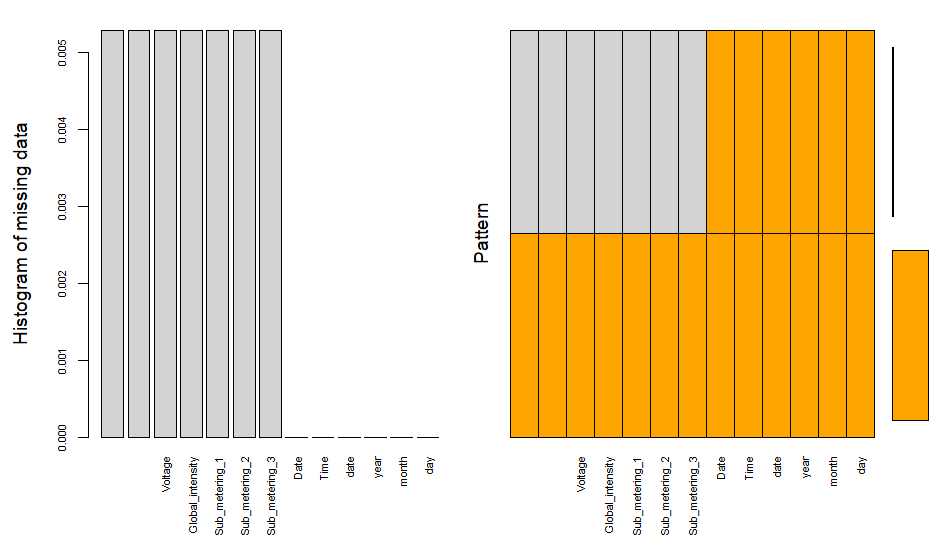 Histogram of missing data
0.005
0.004
0.003
0.002
0.001
0.000
Voltage
Global_intensity
Sub_metering_1
Sub_metering_2
Sub_metering_3
Date
Time
date
year
month
day
Pattern
Voltage
Global_intensity
Sub_metering_1
Sub_metering_2
Sub_metering_3
Date
Time
date
year
month
day